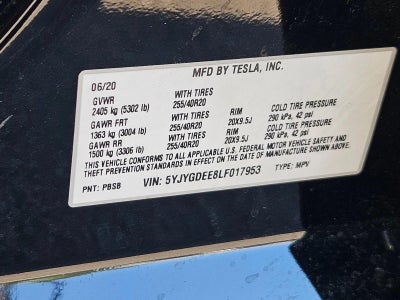 MFD BY TESLA, INC.
06/20
GVWR WITH TIRES
2405 kg (5302 lb) 255/40R20
GAWR FRT WITH TIRES RIM COLD TIRE PRESSURE
1363 kg (3004 lb) 255/40R20 20X9.5J 290 kPa, 42 psi
GAWR RR WITH TIRES RIM COLD TIRE PRESSURE
1500 kg (3306 lb) 255/40R20 20X9.5J 290 kPa, 42 psi
THIS VEHICLE CONFORMS TO ALL APPLICABLE U.S. FEDERAL MOTOR VEHICLE SAFETY AND
THEFT PREVENTION STANDARDS IN EFFECT ON THE DATE OF MANUFACTURE SHOWN ABOVE.
PNT: PBSB VIN: 5YJYGDEE8LF017953 TYPE: MPV